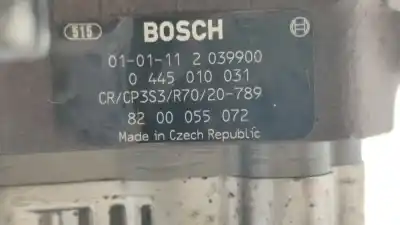 515 BOSCH
01-01-11 2 039900
0 445 010 031
CR/CP3S3/R70/20-789
82 00 055 072
Made in Czech Republic